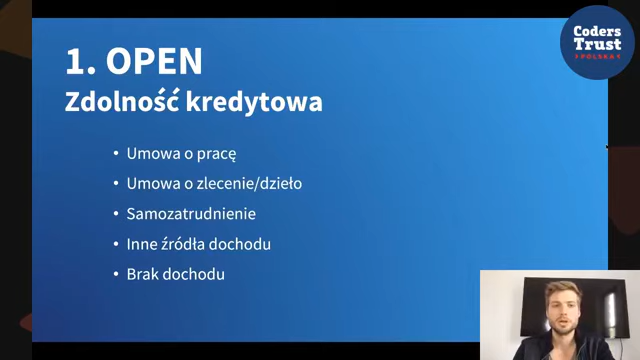 1. OPEN
Zdolność kredytowa
• Umowa o pracę
• Umowa o zlecenie/dzieło
• Samozatrudnienie
• Inne źródła dochodu
• Brak dochodu
Coders
Trust
POLSKA